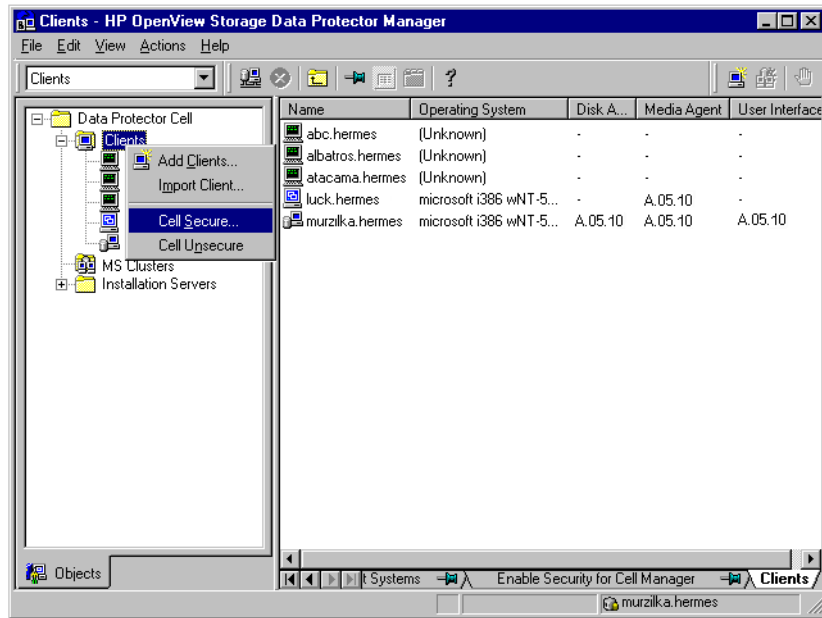 Clients - HP OpenView Storage Data Protector Manager
File Edit View Actions Help
Clients
Data Protector Cell
Clients
Add Clients...
Import Client...
Cell Secure...
Cell Unsecure
MS Clusters
Installation Servers
Name Operating System Disk A... Media Agent User Interface
abc.hermes (Unknown) - - -
albatros.hermes (Unknown) - - -
atacama.hermes (Unknown) - - -
luck.hermes microsoft i386 wNT-5... - A.05.10 -
murzilka.hermes microsoft i386 wNT-5... A.05.10 A.05.10 A.05.10
Objects
t Systems Enable Security for Cell Manager Clients
murzilka.hermes